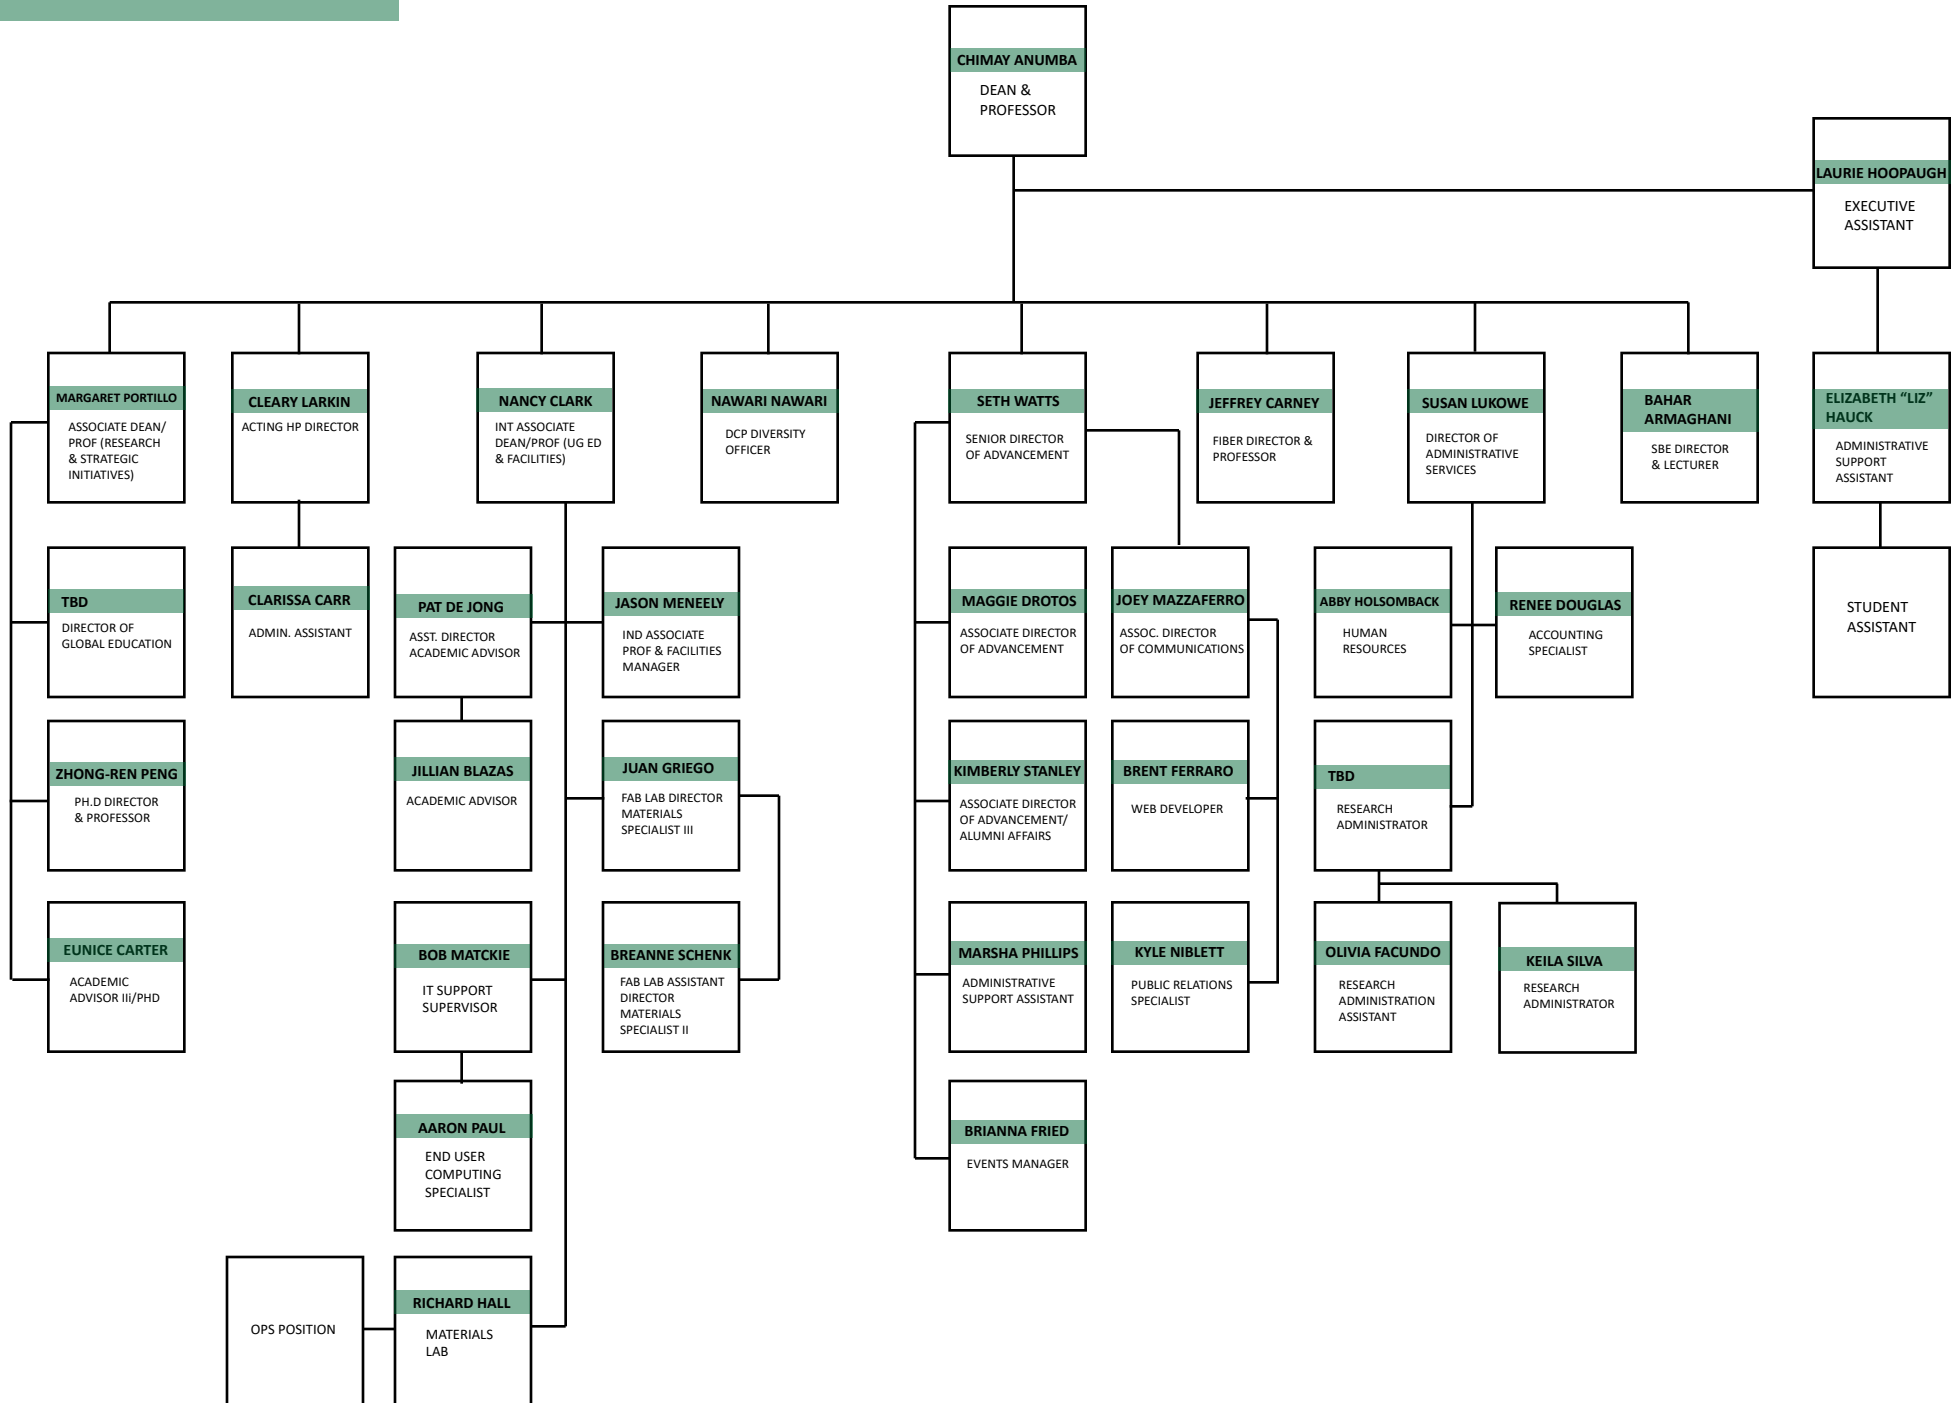 CHIMAY ANUMBA
DEAN &
PROFESSOR
LAURIE HOOPAUGH
EXECUTIVE
ASSISTANT
MARGARET PORTILLO
ASSOCIATE DEAN/
PROF (RESEARCH
& STRATEGIC
INITIATIVES)
CLEARY LARKIN
ACTING HP DIRECTOR
NANCY CLARK
INT ASSOCIATE
DEAN/PROF (UG ED
& FACILITIES)
NAWARI NAWARI
DCP DIVERSITY
OFFICER
SETH WATTS
SENIOR DIRECTOR
OF ADVANCEMENT
JEFFREY CARNEY
FIBER DIRECTOR &
PROFESSOR
SUSAN LUKOWE
DIRECTOR OF
ADMINISTRATIVE
SERVICES
BAHAR
ARMAGHANI
SBE DIRECTOR
& LECTURER
ELIZABETH “LIZ”
HAUCK
ADMINISTRATIVE
SUPPORT
ASSISTANT
TBD
DIRECTOR OF
GLOBAL EDUCATION
CLARISSA CARR
ADMIN. ASSISTANT
PAT DE JONG
ASST. DIRECTOR
ACADEMIC ADVISOR
JASON MENEELY
IND ASSOCIATE
PROF & FACILITIES
MANAGER
MAGGIE DROTOS
ASSOCIATE DIRECTOR
OF ADVANCEMENT
JOEY MAZZAFERRO
ASSOC. DIRECTOR
OF COMMUNICATIONS
ABBY HOLSOMBACK
HUMAN
RESOURCES
RENEE DOUGLAS
ACCOUNTING
SPECIALIST
STUDENT
ASSISTANT
ZHONG-REN PENG
PH.D DIRECTOR
& PROFESSOR
JILLIAN BLAZAS
ACADEMIC ADVISOR
JUAN GRIEGO
FAB LAB DIRECTOR
MATERIALS
SPECIALIST III
KIMBERLY STANLEY
ASSOCIATE DIRECTOR
OF ADVANCEMENT/
ALUMNI AFFAIRS
BRENT FERRARO
WEB DEVELOPER
TBD
RESEARCH
ADMINISTRATOR
EUNICE CARTER
ACADEMIC
ADVISOR IIi/PHD
BOB MATCKIE
IT SUPPORT
SUPERVISOR
BREANNE SCHENK
FAB LAB ASSISTANT
DIRECTOR
MATERIALS
SPECIALIST II
MARSHA PHILLIPS
ADMINISTRATIVE
SUPPORT ASSISTANT
KYLE NIBLETT
PUBLIC RELATIONS
SPECIALIST
OLIVIA FACUNDO
RESEARCH
ADMINISTRATION
ASSISTANT
KEILA SILVA
RESEARCH
ADMINISTRATOR
AARON PAUL
END USER
COMPUTING
SPECIALIST
BRIANNA FRIED
EVENTS MANAGER
OPS POSITION
RICHARD HALL
MATERIALS
LAB